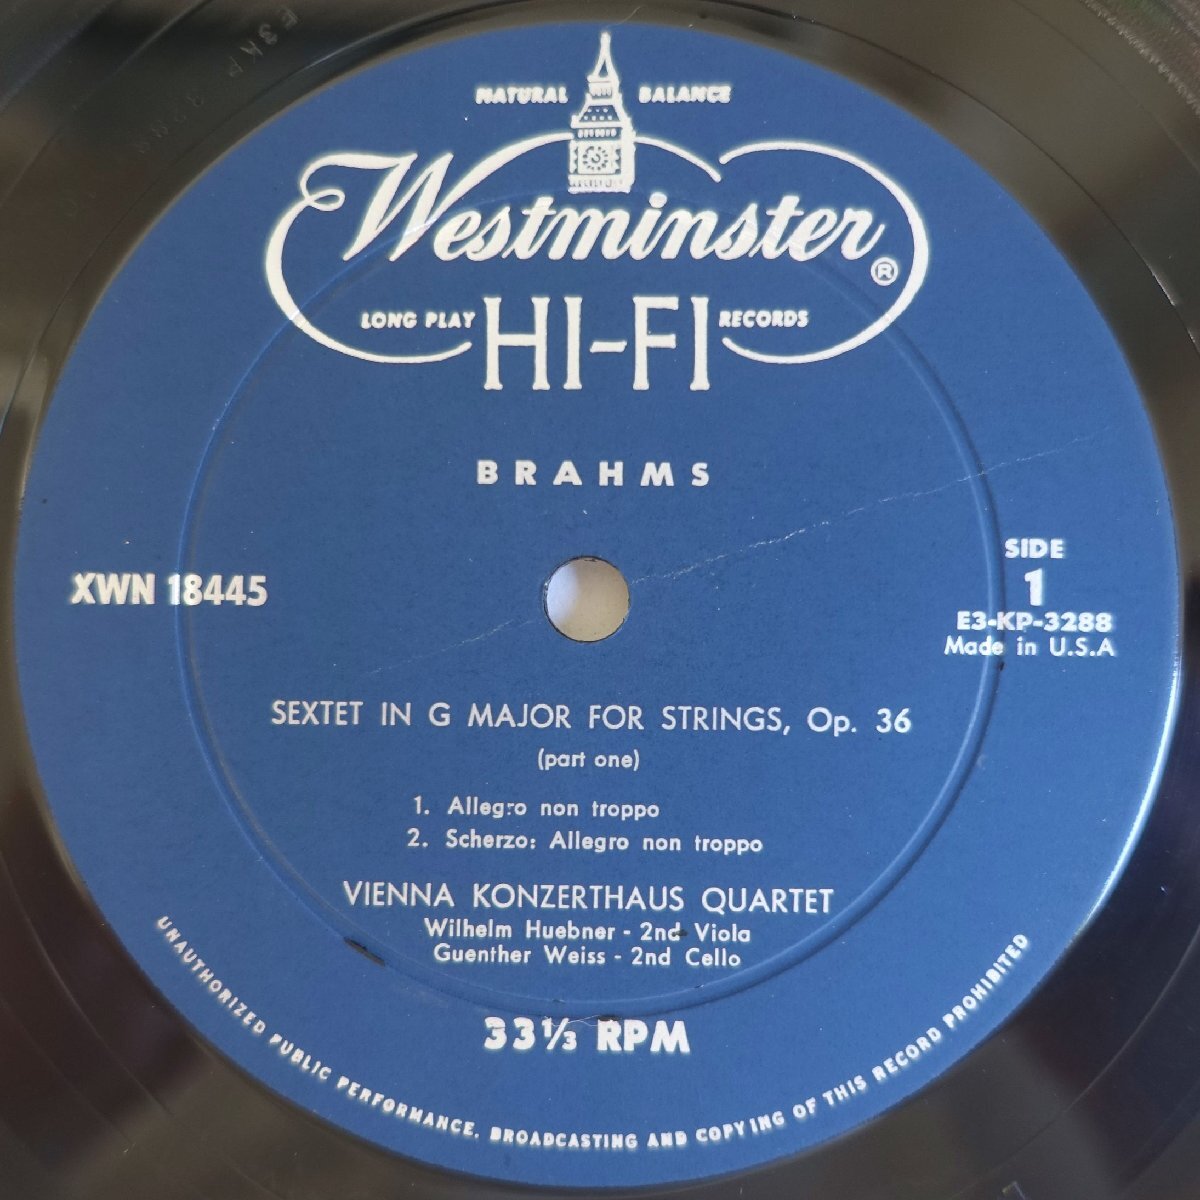 NATURAL BALANCE
Westminster ®
LONG PLAY HI-FI RECORDS
BRAHMS
XWN 18445
SIDE
1
E3-KP-3288
Made in U.S.A
SEXTET IN G MAJOR FOR STRINGS, Op. 36
(part one)
1. Allegro non troppo
2. Scherzo: Allegro non troppo
VIENNA KONZERTHAUS QUARTET
Wilhelm Huebner - 2nd Viola
Guenther Weiss - 2nd Cello
33⅓ RPM
UNAUTHORIZED PUBLIC PERFORMANCE, BROADCASTING AND COPYING OF THIS RECORD PROHIBITED